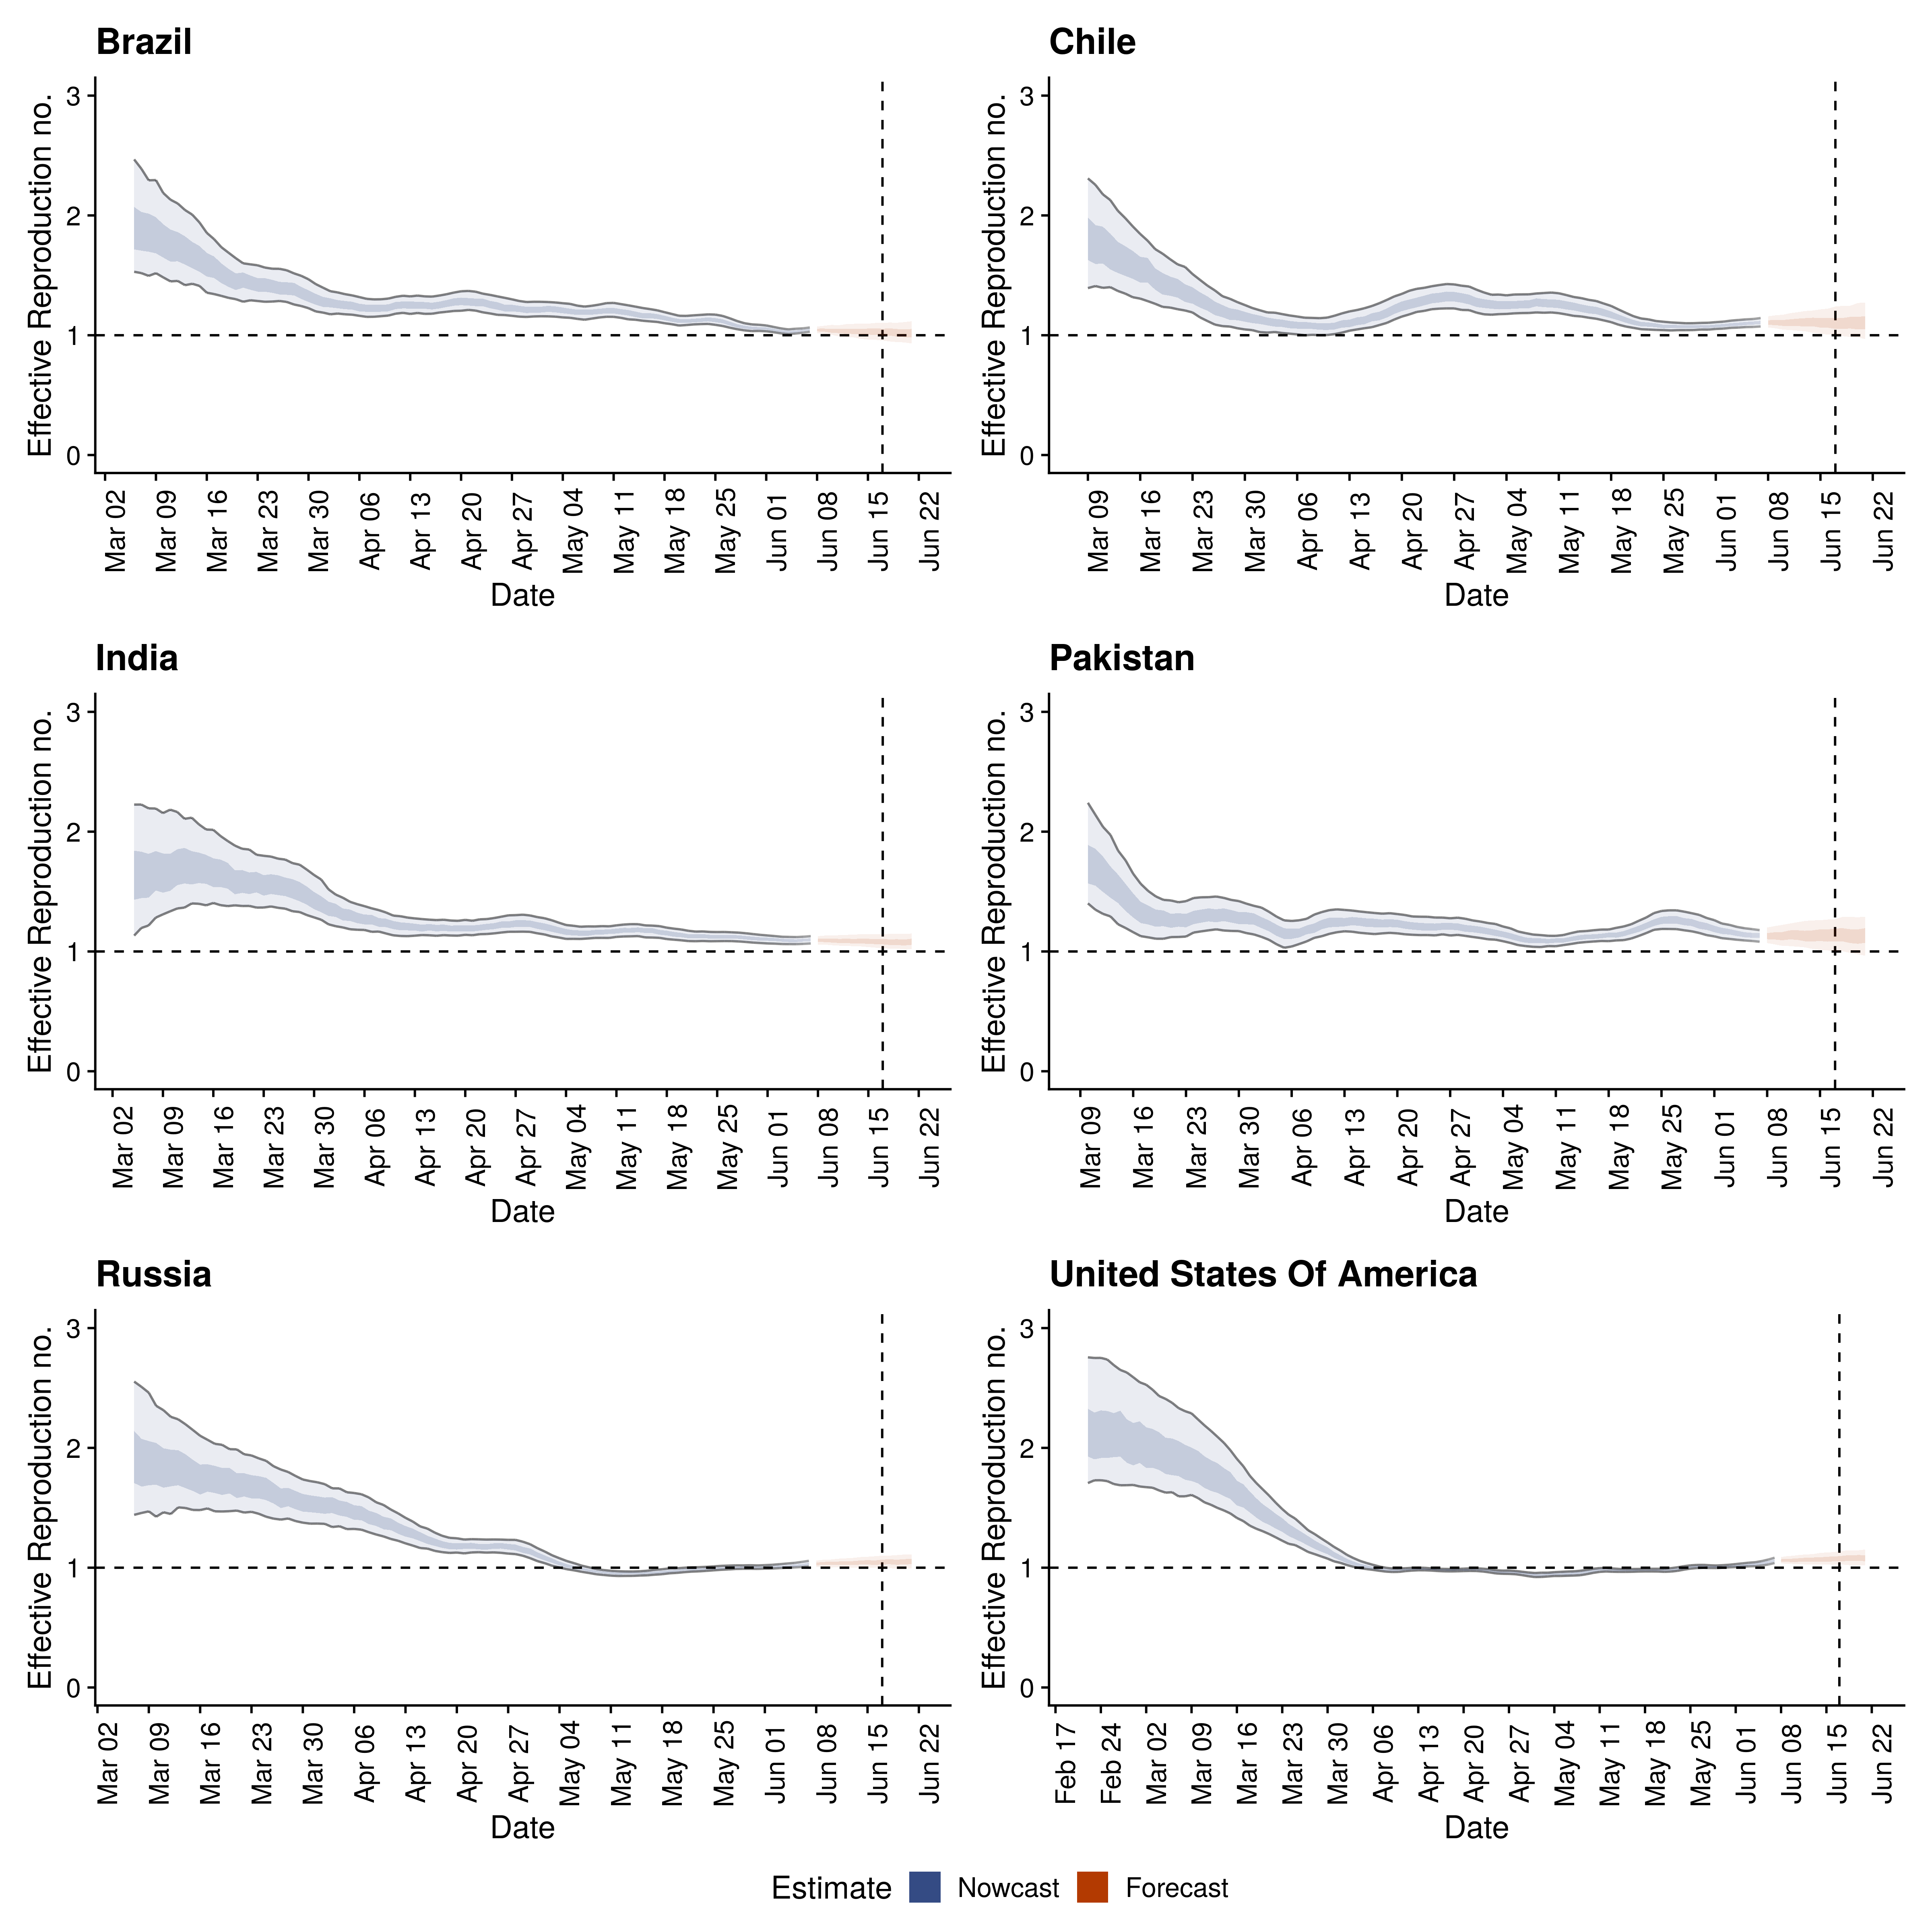 Brazil
Effective Reproduction no.
3
2
1
0
Mar 02 Mar 09 Mar 16 Mar 23 Mar 30 Apr 06 Apr 13 Apr 20 Apr 27 May 04 May 11 May 18 May 25 Jun 01 Jun 08 Jun 15 Jun 22
Date
Chile
Effective Reproduction no.
3
2
1
0
Mar 09 Mar 16 Mar 23 Mar 30 Apr 06 Apr 13 Apr 20 Apr 27 May 04 May 11 May 18 May 25 Jun 01 Jun 08 Jun 15 Jun 22
Date
India
Effective Reproduction no.
3
2
1
0
Mar 02 Mar 09 Mar 16 Mar 23 Mar 30 Apr 06 Apr 13 Apr 20 Apr 27 May 04 May 11 May 18 May 25 Jun 01 Jun 08 Jun 15 Jun 22
Date
Pakistan
Effective Reproduction no.
3
2
1
0
Mar 09 Mar 16 Mar 23 Mar 30 Apr 06 Apr 13 Apr 20 Apr 27 May 04 May 11 May 18 May 25 Jun 01 Jun 08 Jun 15 Jun 22
Date
Russia
Effective Reproduction no.
3
2
1
0
Mar 02 Mar 09 Mar 16 Mar 23 Mar 30 Apr 06 Apr 13 Apr 20 Apr 27 May 04 May 11 May 18 May 25 Jun 01 Jun 08 Jun 15 Jun 22
Date
United States Of America
Effective Reproduction no.
3
2
1
0
Feb 17 Feb 24 Mar 02 Mar 09 Mar 16 Mar 23 Mar 30 Apr 06 Apr 13 Apr 20 Apr 27 May 04 May 11 May 18 May 25 Jun 01 Jun 08 Jun 15 Jun 22
Date
Estimate Nowcast Forecast